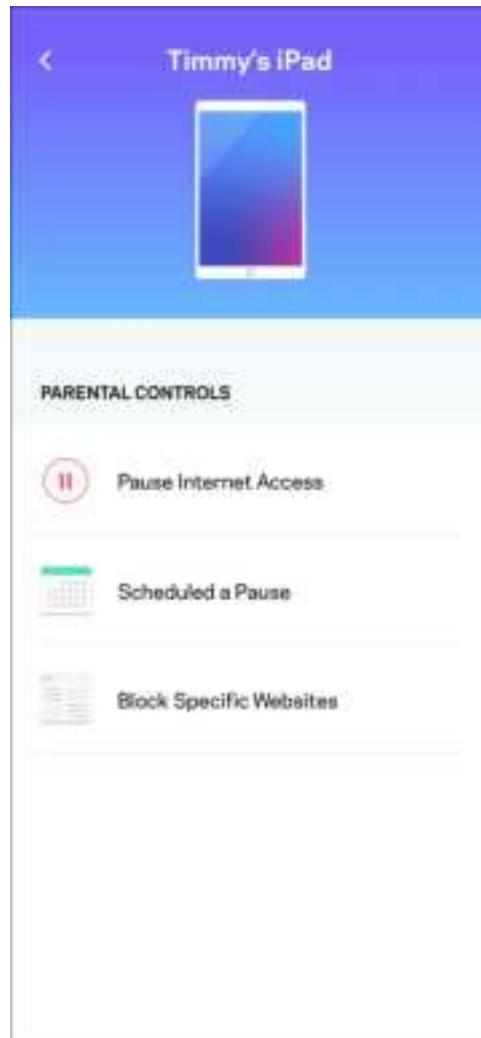 Timmy's iPad
PARENTAL CONTROLS
Pause Internet Access
Scheduled a Pause
Block Specific Websites